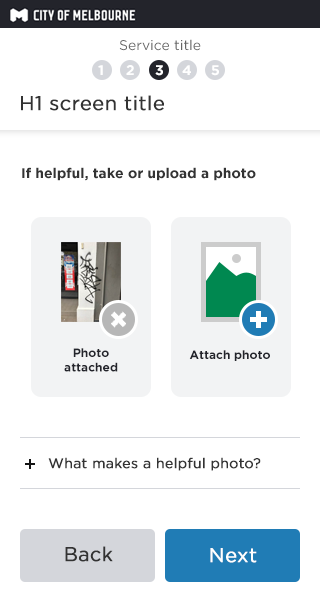 CITY OF MELBOURNE
Service title
1 2 3 4 5
H1 screen title
If helpful, take or upload a photo
Photo
attached
Attach photo
+ What makes a helpful photo?
Back
Next